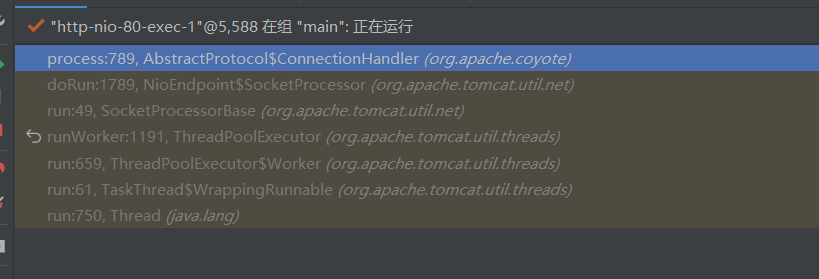 "http-nio-80-exec-1"@5,588 在组 "main": 正在运行
process:789, AbstractProtocol$ConnectionHandler (org.apache.coyote)
doRun:1789, NioEndpoint$SocketProcessor (org.apache.tomcat.util.net)
run:49, SocketProcessorBase (org.apache.tomcat.util.net)
runWorker:1191, ThreadPoolExecutor (org.apache.tomcat.util.threads)
run:659, ThreadPoolExecutor$Worker (org.apache.tomcat.util.threads)
run:61, TaskThread$WrappingRunnable (org.apache.tomcat.util.threads)
run:750, Thread (java.lang)